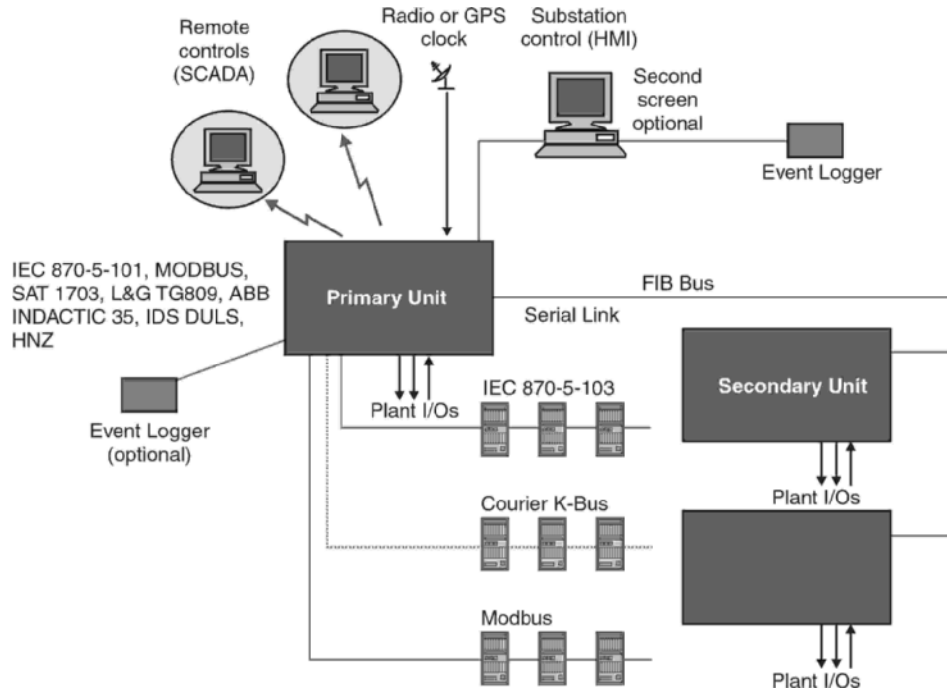 Remote
controls
(SCADA)
Radio or GPS
clock
Substation
control (HMI)
Second
screen
optional
Event Logger
IEC 870-5-101, MODBUS,
SAT 1703, L&G TG809, ABB
INDACTIC 35, IDS DULS,
HNZ
Primary Unit
FIB Bus
Serial Link
Event Logger
(optional)
Plant I/Os
IEC 870-5-103
Secondary Unit
Plant I/Os
Courier K-Bus
Modbus
Plant I/Os